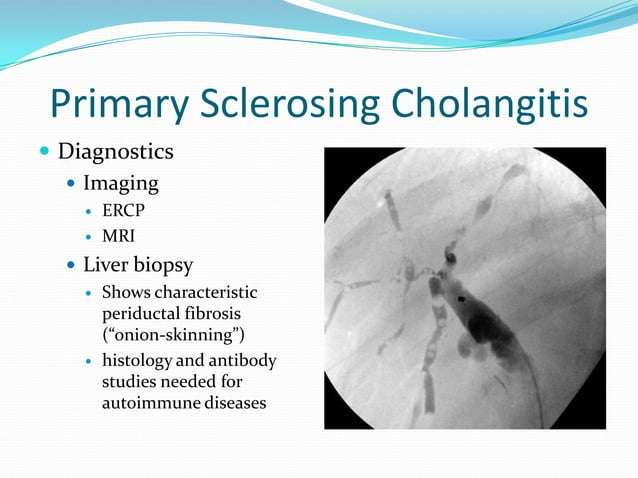 Primary Sclerosing Cholangitis
Diagnostics
Imaging
ERCP
MRI
Liver biopsy
Shows characteristic
periductal fibrosis
(“onion-skinning”)
histology and antibody
studies needed for
autoimmune diseases